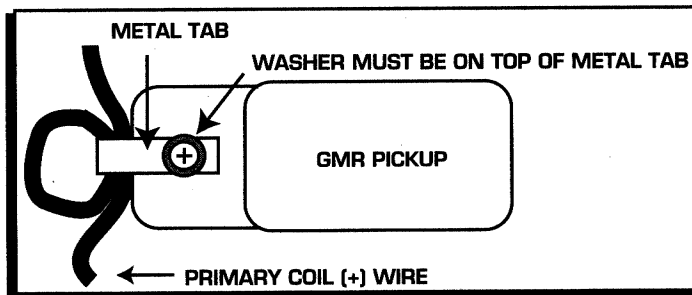 METAL TAB
WASHER MUST BE ON TOP OF METAL TAB
+
GMR PICKUP
PRIMARY COIL (+) WIRE